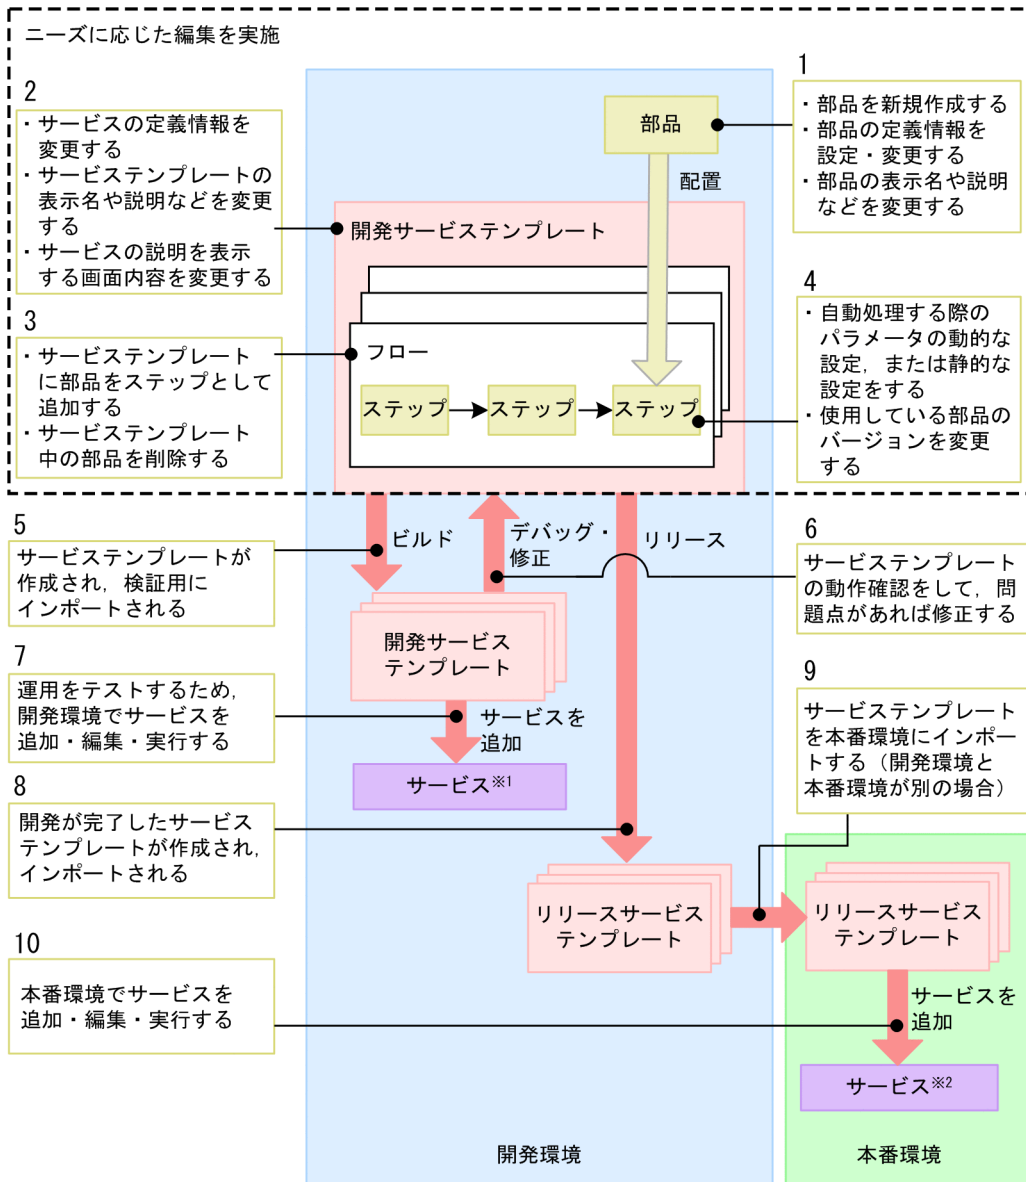 ニーズに応じた編集を実施
1
・部品を新規作成する
・部品の定義情報を
設定・変更する
・部品の表示名や説明
などを変更する
2
・サービスの定義情報を
変更する
・サービステンプレートの
表示名や説明などを変更
する
・サービスの説明を表示
する画面内容を変更する
部品
配置
開発サービステンプレート
3
・サービステンプレート
に部品をステップとして
追加する
・サービステンプレート
中の部品を削除する
フロー
ステップ
ステップ
ステップ
4
・自動処理する際の
パラメータの動的な
設定，または静的な
設定をする
・使用している部品の
バージョンを変更
する
5
サービステンプレートが
作成され，検証用に
インポートされる
ビルド
デバッグ・
修正
リリース
6
サービステンプレート
の動作確認をして，問
題点があれば修正する
開発サービス
テンプレート
7
運用をテストするため，
開発環境でサービスを
追加・編集・実行する
サービスを
追加
サービス※1
8
開発が完了したサービス
テンプレートが作成され，
インポートされる
9
サービステンプレート
を本番環境にインポー
トする（開発環境と
本番環境が別の場合）
リリースサービス
テンプレート
リリースサービス
テンプレート
10
本番環境でサービスを
追加・編集・実行する
サービスを
追加
サービス※2
開発環境
本番環境